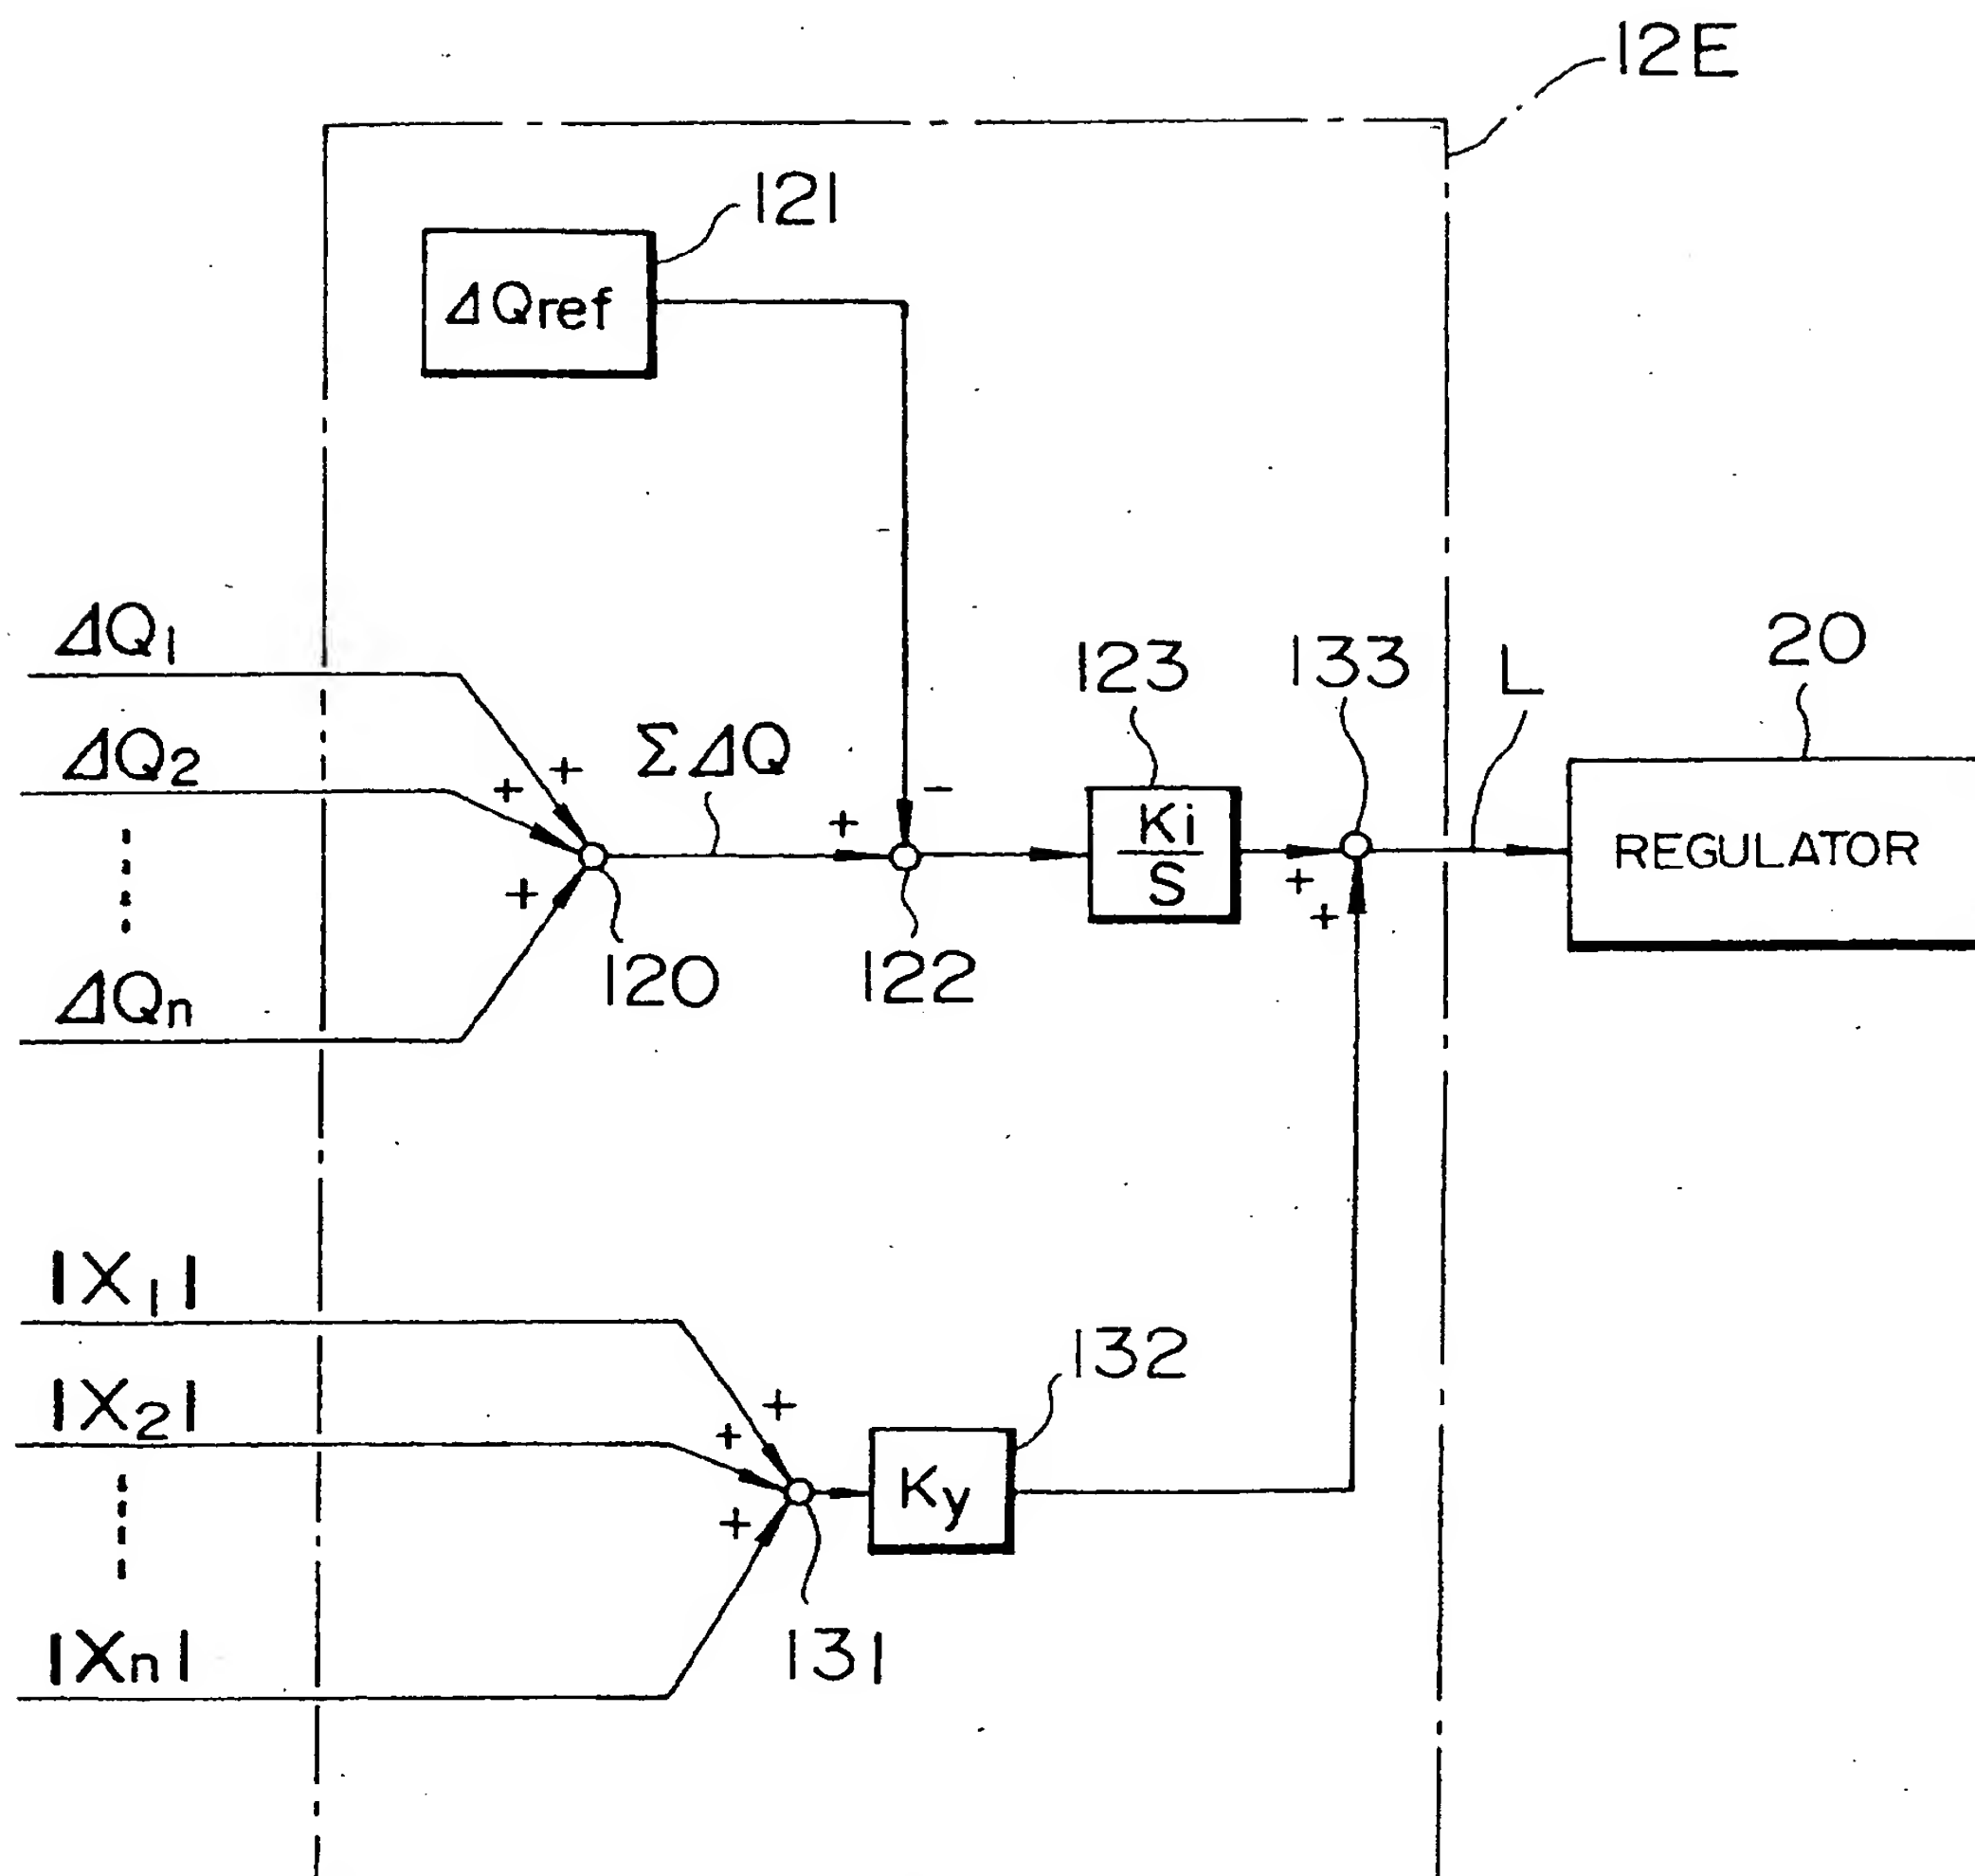 12E
121
ΔQref
ΔQ1
ΔQ2
ΔQn
+
+
+
ΣΔQ
120
+
-
122
123
Ki
S
133
+
+
L
20
REGULATOR
|X1|
|X2|
|Xn|
+
+
+
131
132
Ky